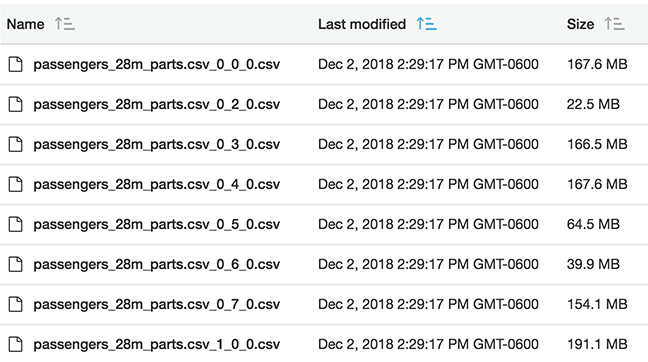 Name Last modified Size
passengers_28m_parts.csv_0_0_0.csv Dec 2, 2018 2:29:17 PM GMT-0600 167.6 MB
passengers_28m_parts.csv_0_2_0.csv Dec 2, 2018 2:29:17 PM GMT-0600 22.5 MB
passengers_28m_parts.csv_0_3_0.csv Dec 2, 2018 2:29:17 PM GMT-0600 166.5 MB
passengers_28m_parts.csv_0_4_0.csv Dec 2, 2018 2:29:17 PM GMT-0600 167.6 MB
passengers_28m_parts.csv_0_5_0.csv Dec 2, 2018 2:29:17 PM GMT-0600 64.5 MB
passengers_28m_parts.csv_0_6_0.csv Dec 2, 2018 2:29:17 PM GMT-0600 39.9 MB
passengers_28m_parts.csv_0_7_0.csv Dec 2, 2018 2:29:17 PM GMT-0600 154.1 MB
passengers_28m_parts.csv_1_0_0.csv Dec 2, 2018 2:29:17 PM GMT-0600 191.1 MB